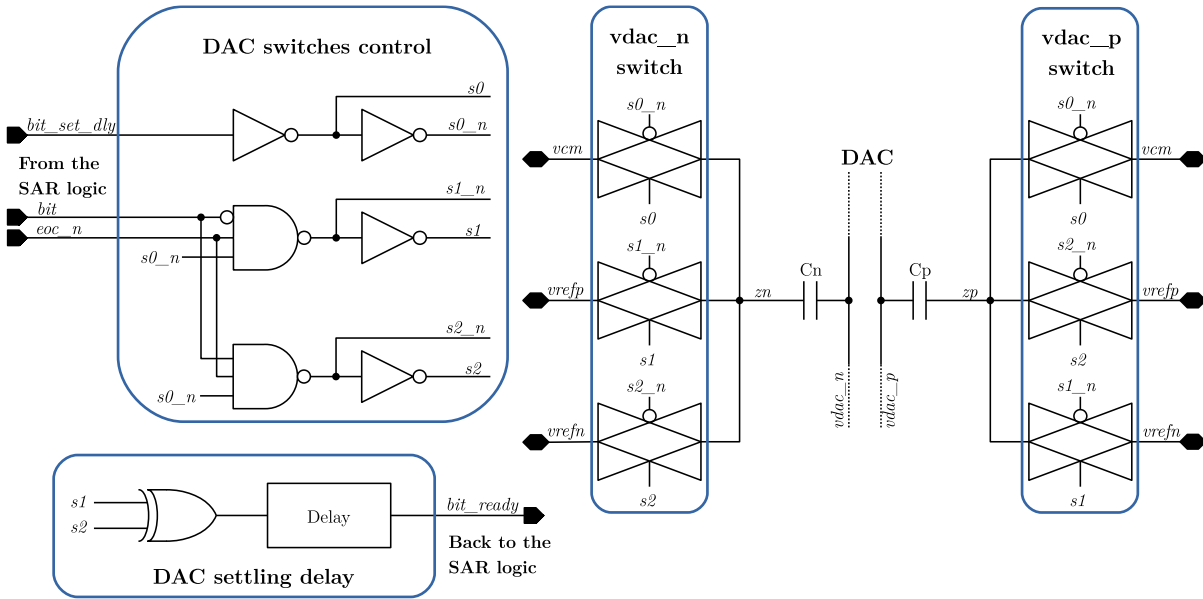 DAC switches control
bit_set_dly
s0
s0_n
From the
SAR logic
bit
eoc_n
s0_n
s1_n
s1
s0_n
s2_n
s2
s1
s2
Delay
bit_ready
Back to the
SAR logic
DAC settling delay
vdac_n
switch
s0_n
vcm
s0
s1_n
vrefp
s1
s2_n
vrefn
s2
zn
Cn
DAC
vdac_n
vdac_p
Cp
zp
vdac_p
switch
s0_n
vcm
s0
s2_n
vrefp
s2
s1_n
vrefn
s1